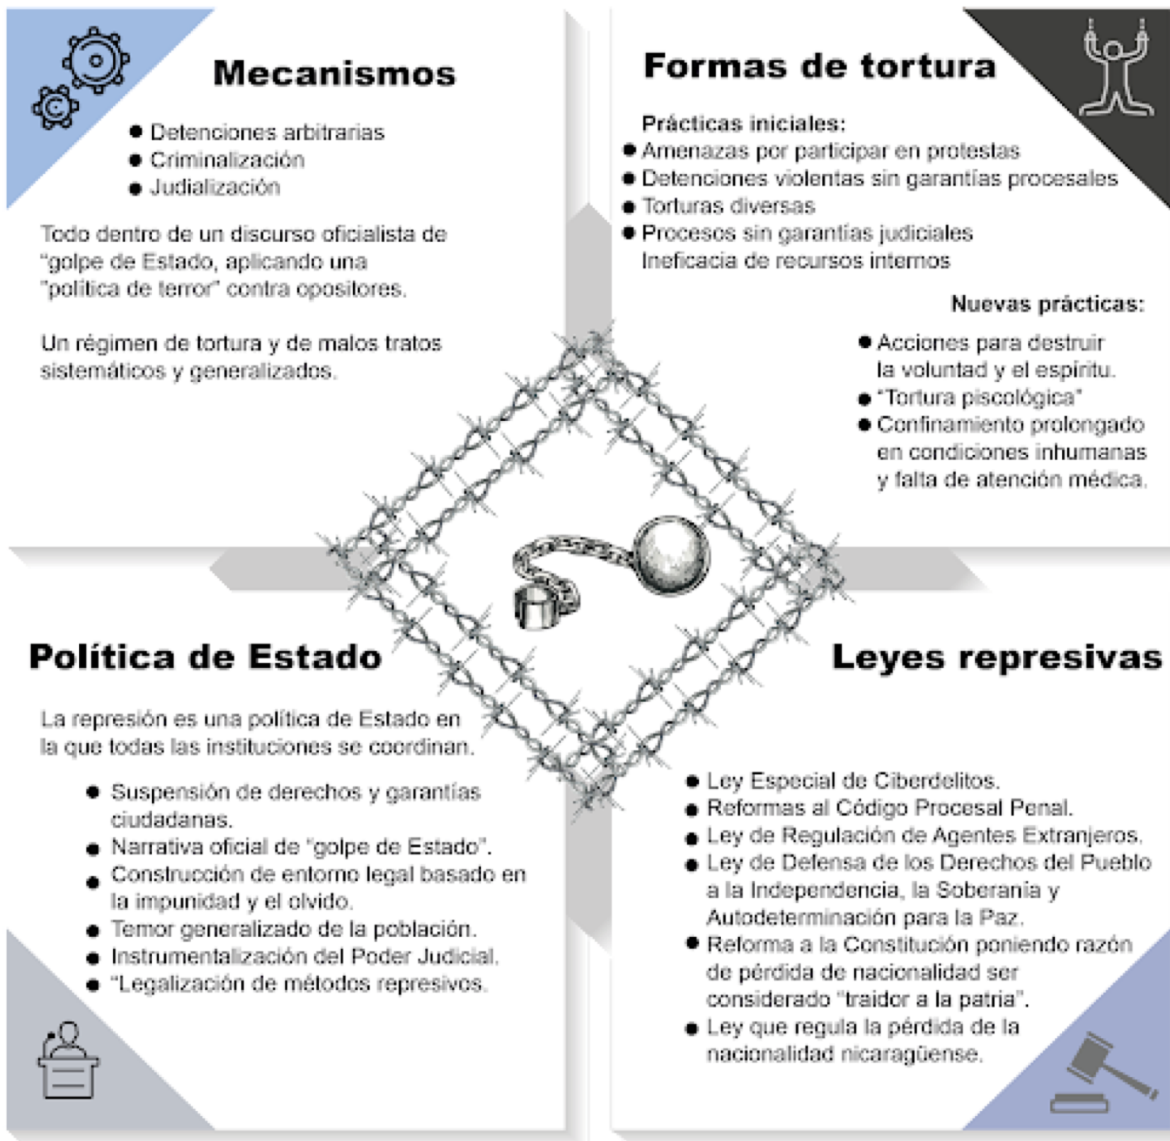 Mecanismos
● Detenciones arbitrarias
● Criminalización
● Judialización
Todo dentro de un discurso oficialista de
“golpe de Estado, aplicando una
"política de terror” contra opositores.
Un régimen de tortura y de malos tratos
sistemáticos y generalizados.
Formas de tortura
Prácticas iniciales:
● Amenazas por participar en protestas
● Detenciones violentas sin garantías procesales
● Torturas diversas
● Procesos sin garantías judiciales
Ineficacia de recursos internos
Nuevas prácticas:
● Acciones para destruir
la voluntad y el espíritu.
● “Tortura piscológica”
● Confinamiento prolongado
en condiciones inhumanas
y falta de atención médica.
Política de Estado
La represión es una política de Estado en
la que todas las instituciones se coordinan.
● Suspensión de derechos y garantías
ciudadanas.
● Narrativa oficial de “golpe de Estado”.
● Construcción de entorno legal basado en
la impunidad y el olvido.
● Temor generalizado de la población.
● Instrumentalización del Poder Judicial.
● “Legalización de métodos represivos.
Leyes represivas
● Ley Especial de Ciberdelitos.
● Reformas al Código Procesal Penal.
● Ley de Regulación de Agentes Extranjeros.
● Ley de Defensa de los Derechos del Pueblo
a la Independencia, la Soberanía y
Autodeterminación para la Paz.
● Reforma a la Constitución poniendo razón
de pérdida de nacionalidad ser
considerado “traidor a la patria”.
● Ley que regula la pérdida de la
nacionalidad nicaragüense.